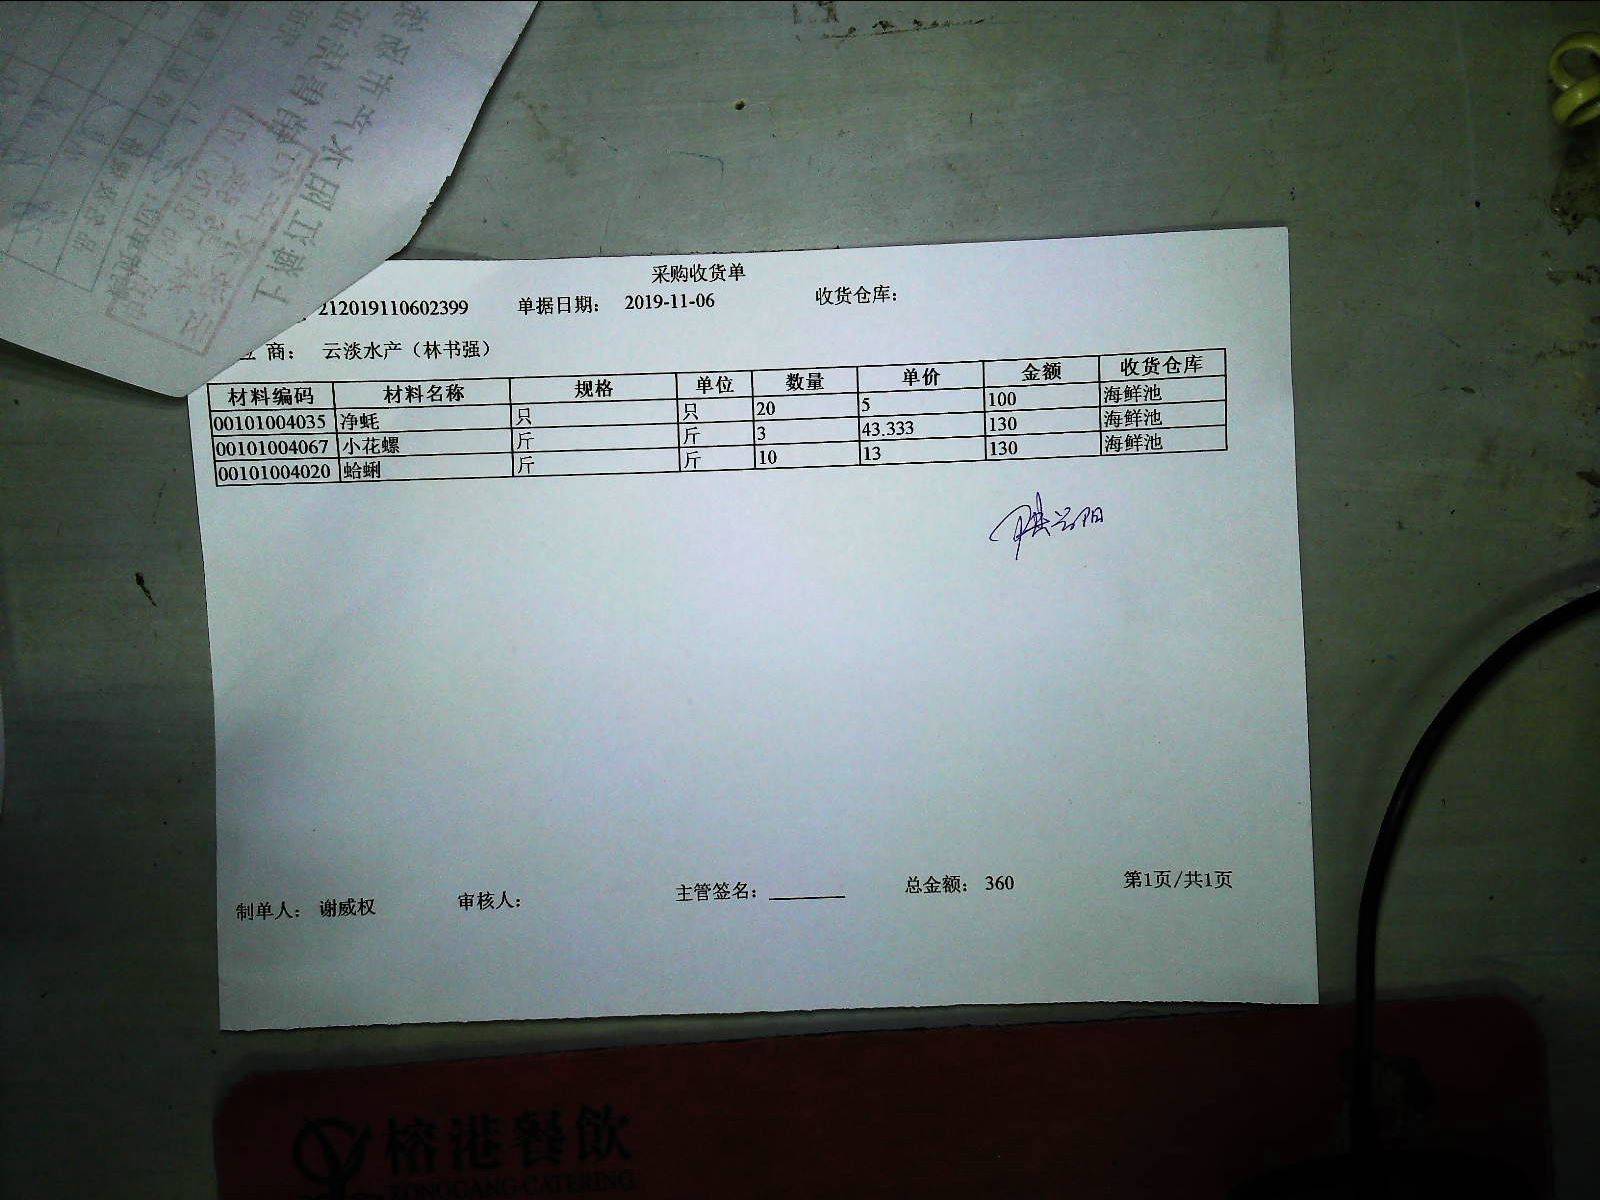 采购收货单
212019110602399 单据日期： 2019-11-06 收货仓库：
商： 云淡水产（林书强）
材料编码 材料名称 规格 单位 数量 单价 金额 收货仓库
00101004035 净蚝 只 只 20 5 100 海鲜池
00101004067 小花螺 斤 斤 3 43.333 130 海鲜池
00101004020 蛤蜊 斤 斤 10 13 130 海鲜池
制单人： 谢威权 审核人： 主管签名： 总金额： 360 第1页/共1页
榕港餐飲
RONGGANG CATERING